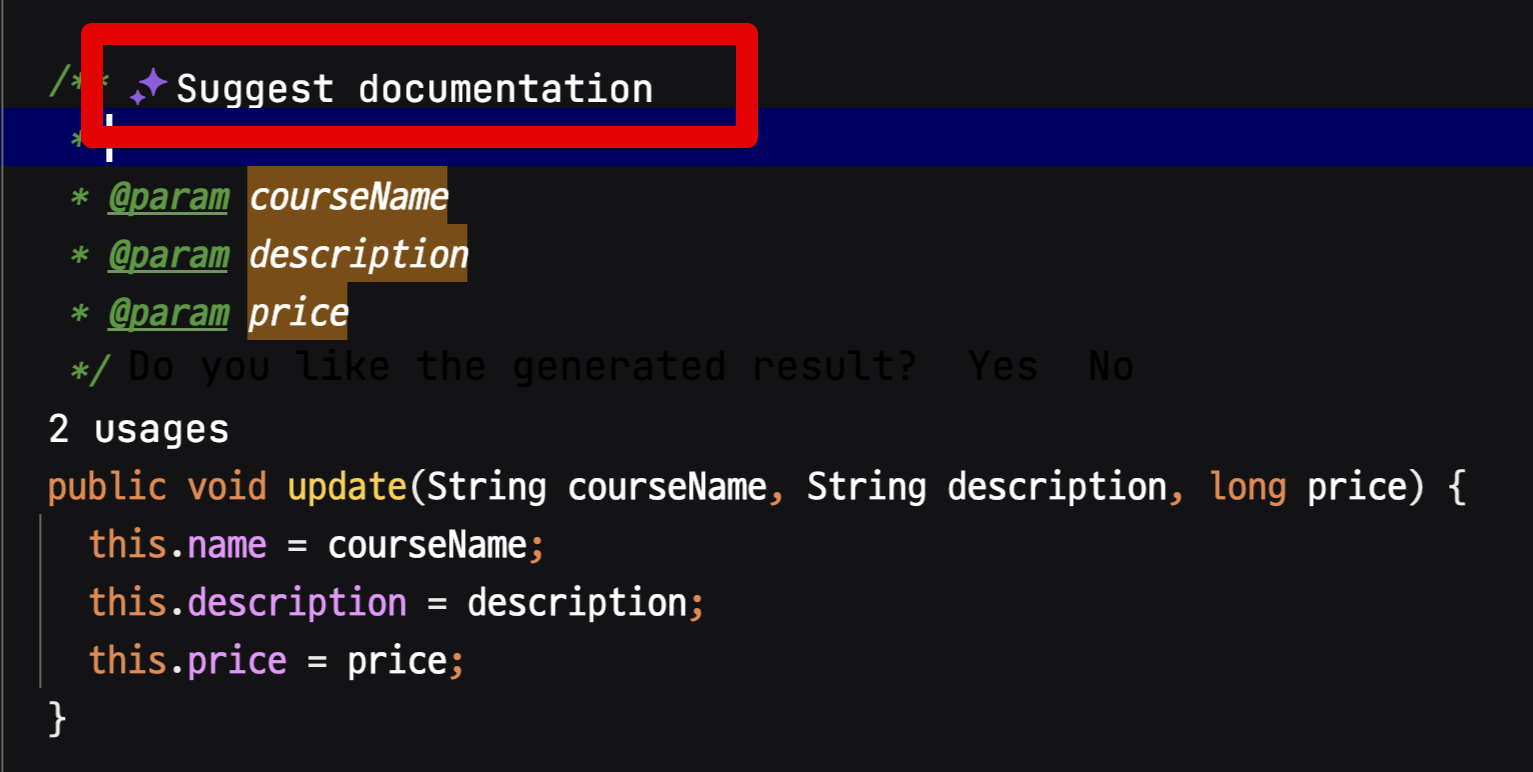 /** Suggest documentation
*
* @param courseName
* @param description
* @param price
*/ Do you like the generated result? Yes No
2 usages
public void update(String courseName, String description, long price) {
this.name = courseName;
this.description = description;
this.price = price;
}